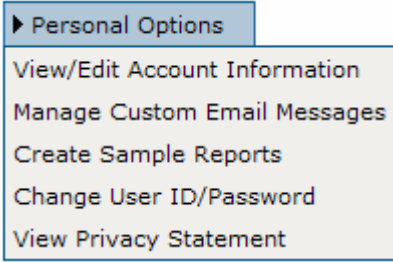 Personal Options
View/Edit Account Information
Manage Custom Email Messages
Create Sample Reports
Change User ID/Password
View Privacy Statement